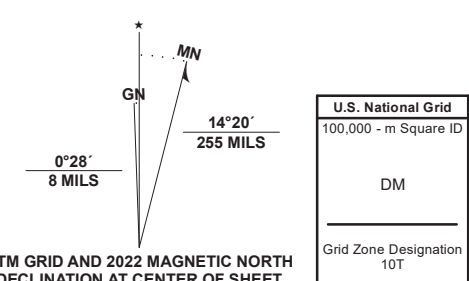 MN
GN
14°20´
255 MILS
0°28´
8 MILS
TM GRID AND 2022 MAGNETIC NORTH
DECLINATION AT CENTER OF SHEET
U.S. National Grid
100,000 - m Square ID
DM
Grid Zone Designation
10T